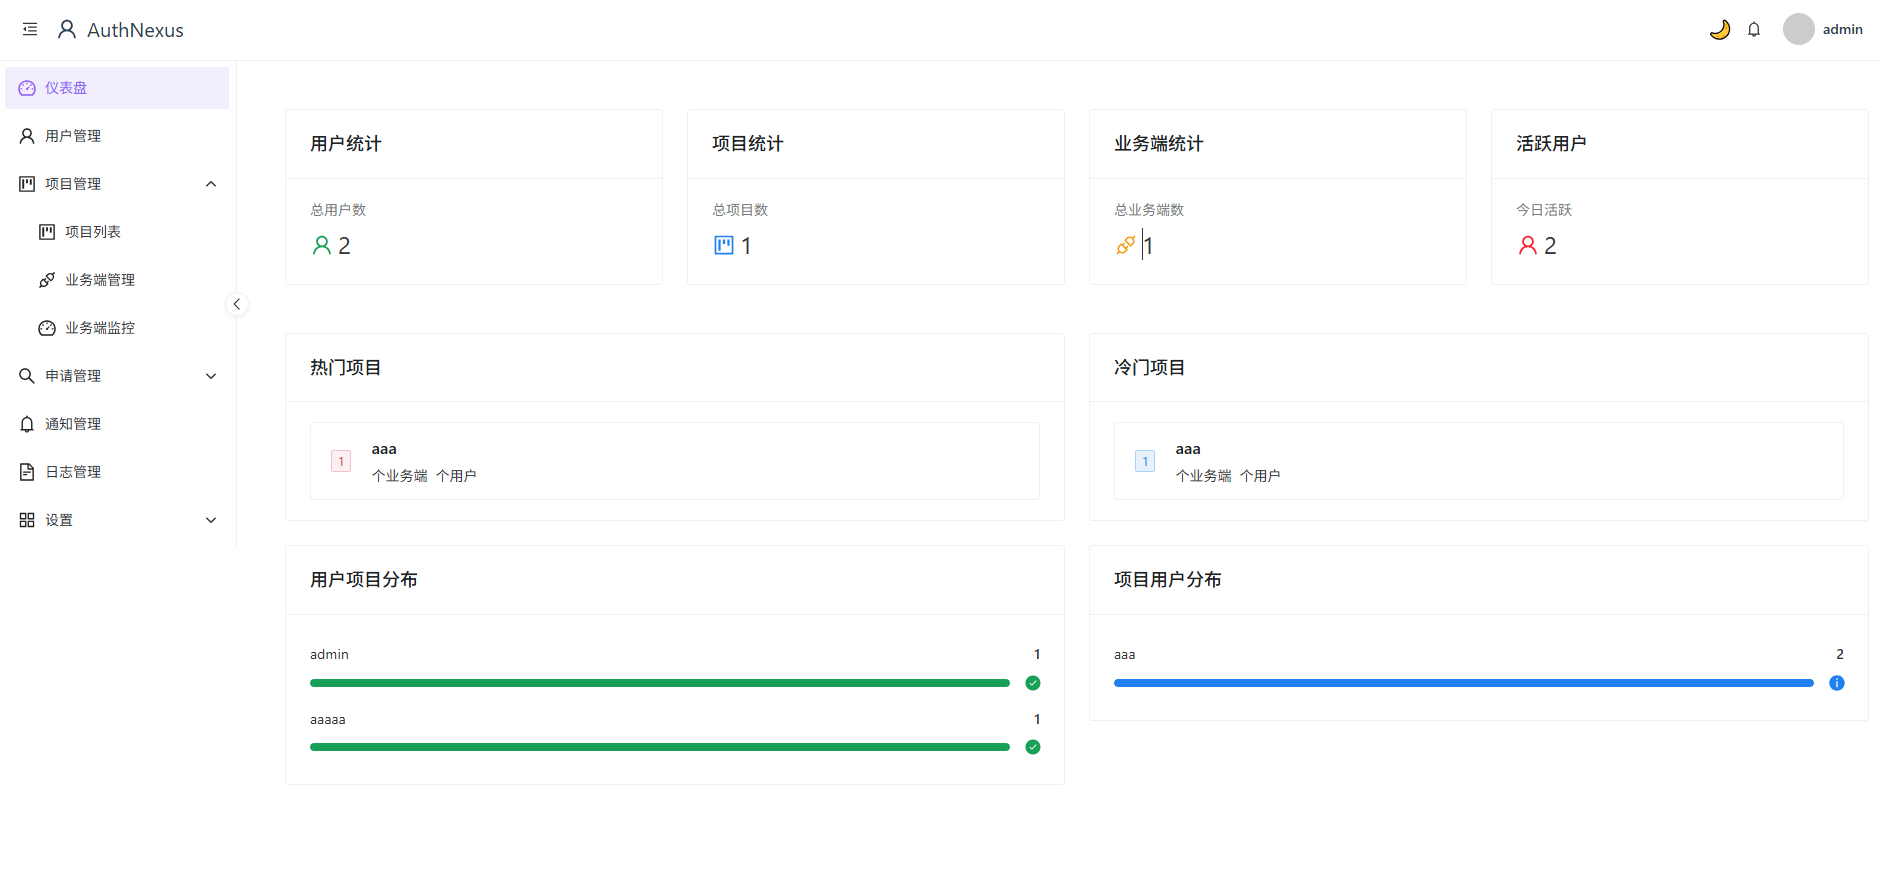 AuthNexus
admin
仪表盘
用户管理
项目管理
项目列表
业务端管理
业务端监控
申请管理
通知管理
日志管理
设置
用户统计
总用户数
2
项目统计
总项目数
1
业务端统计
总业务端数
1
活跃用户
今日活跃
2
热门项目
1
aaa
个业务端 个用户
冷门项目
1
aaa
个业务端 个用户
用户项目分布
admin 1
aaaaa 1
项目用户分布
aaa 2